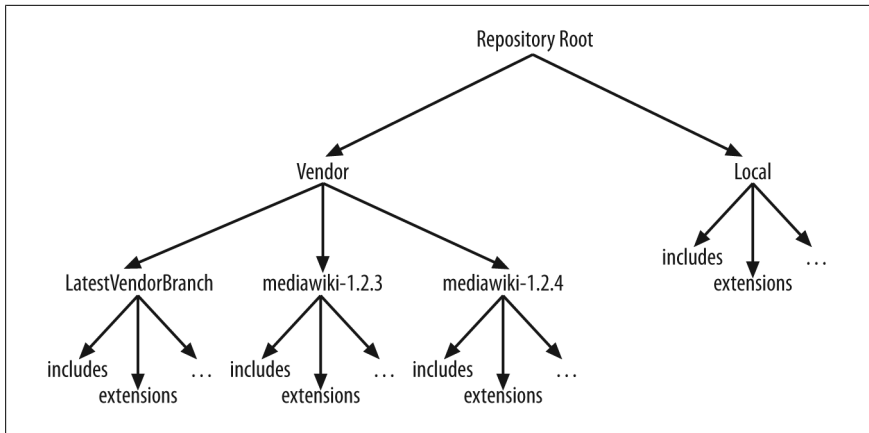 Repository Root
Vendor
Local
includes
extensions
...
LatestVendorBranch
mediawiki-1.2.3
mediawiki-1.2.4
includes
extensions
...
includes
extensions
...
includes
extensions
...